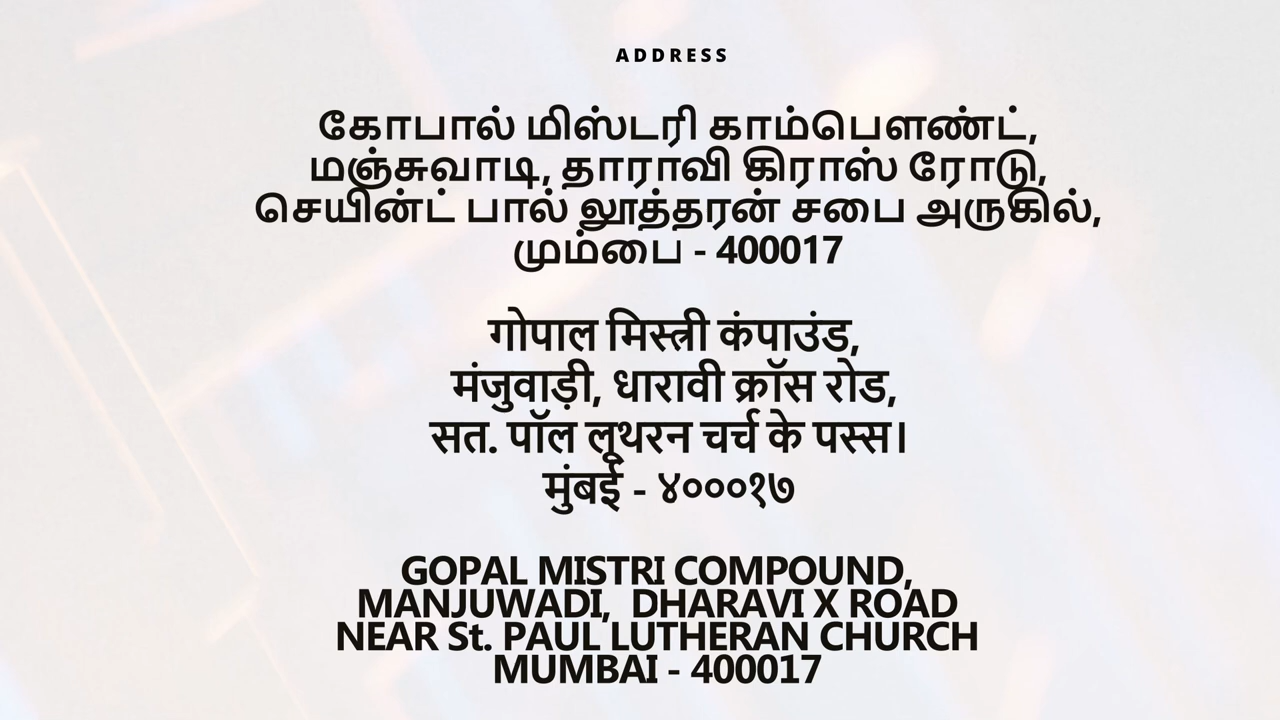 ADDRESS
கோபால் மிஸ்டரி காம்பௌண்ட்,
மஞ்சுவாடி, தாராவி கிராஸ் ரோடு,
செயின்ட் பால் லூத்தரன் சபை அருகில்,
மும்பை - 400017
गोपाल मिस्त्री कंपाउंड,
मंजुवाड़ी, धारावी क्रॉस रोड,
सत. पॉल लूथरन चर्च के पस्स।
मुंबई - ४०००१७
GOPAL MISTRI COMPOUND,
MANJUWADI, DHARAVI X ROAD
NEAR St. PAUL LUTHERAN CHURCH
MUMBAI - 400017